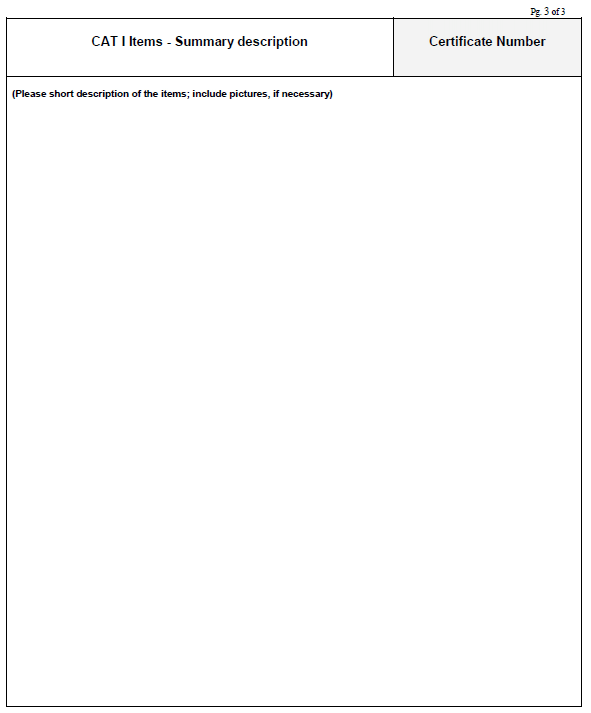 Pg. 3 of 3
CAT I Items - Summary description
Certificate Number
(Please short description of the items; include pictures, if necessary)